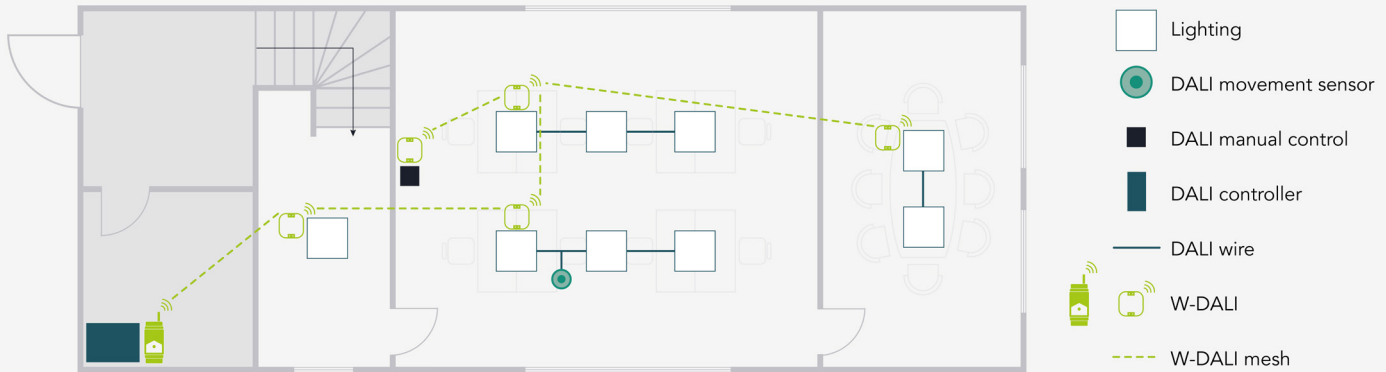 Lighting
DALI movement sensor
DALI manual control
DALI controller
DALI wire
W-DALI
W-DALI mesh